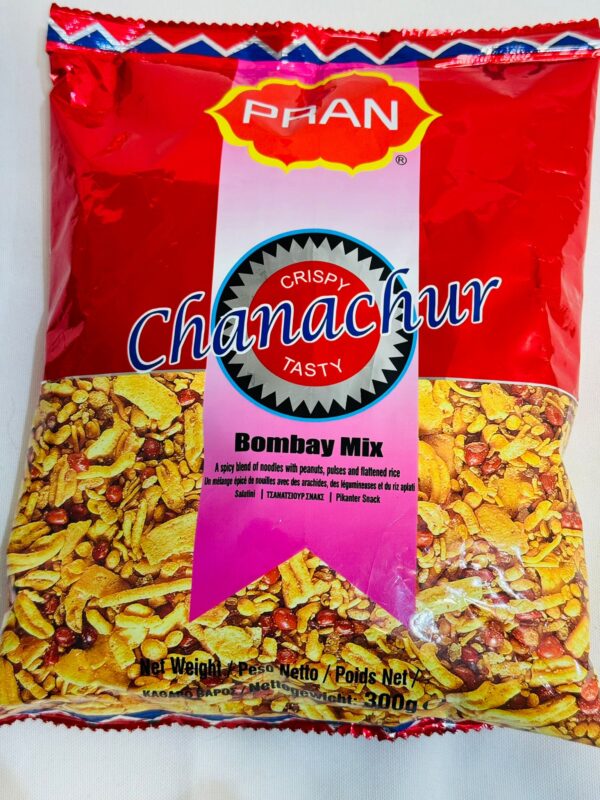 PRAN
®
CRISPY
Chanachur
TASTY
Bombay Mix
A spicy blend of noodles with peanuts, pulses and flattened rice
Un mélange épicé de nouilles avec des arachides, des légumineuses et du riz aplati
Salatini | ΤΣΑΝΑΤΣΙΟΥΡ ΣΝΑΚΣ | Pikanter Snack
Net Weight / Peso Netto / Poids Net /
ΚΑΘΑΡΟ ΒΑΡΟΣ / Nettogewicht: 300g